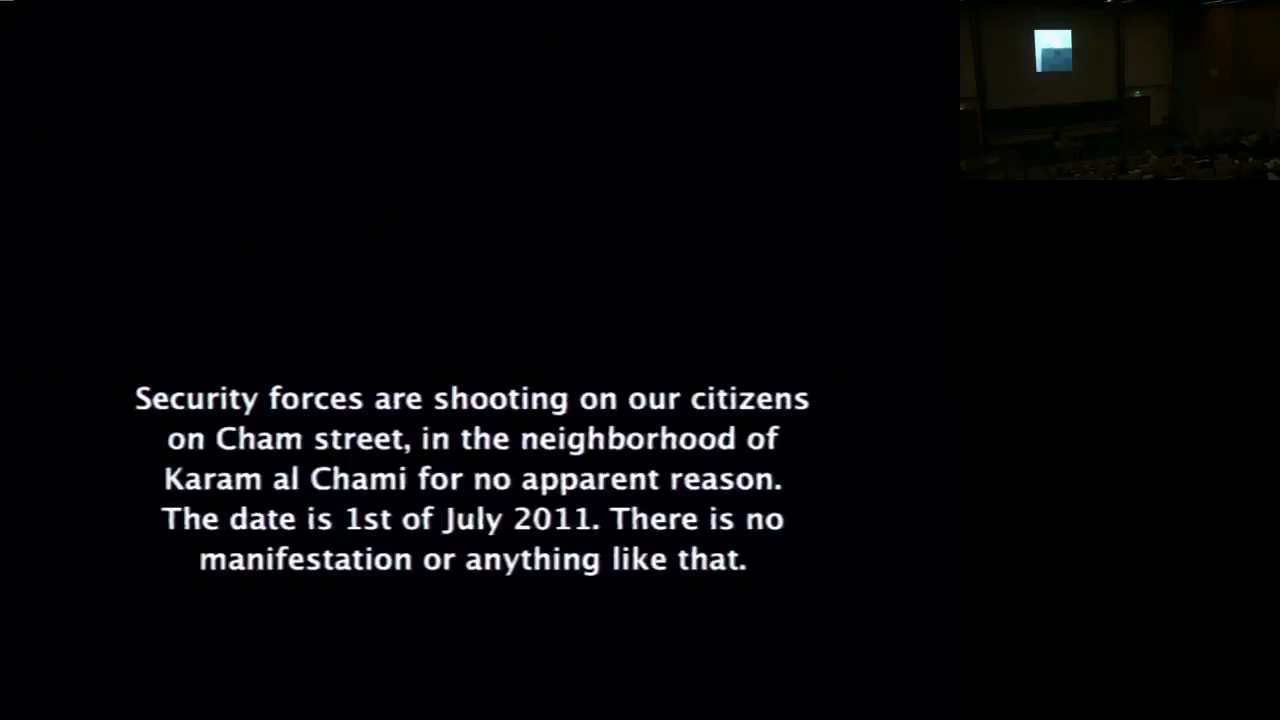 Security forces are shooting on our citizens
on Cham street, in the neighborhood of
Karam al Chami for no apparent reason.
The date is 1st of July 2011. There is no
manifestation or anything like that.